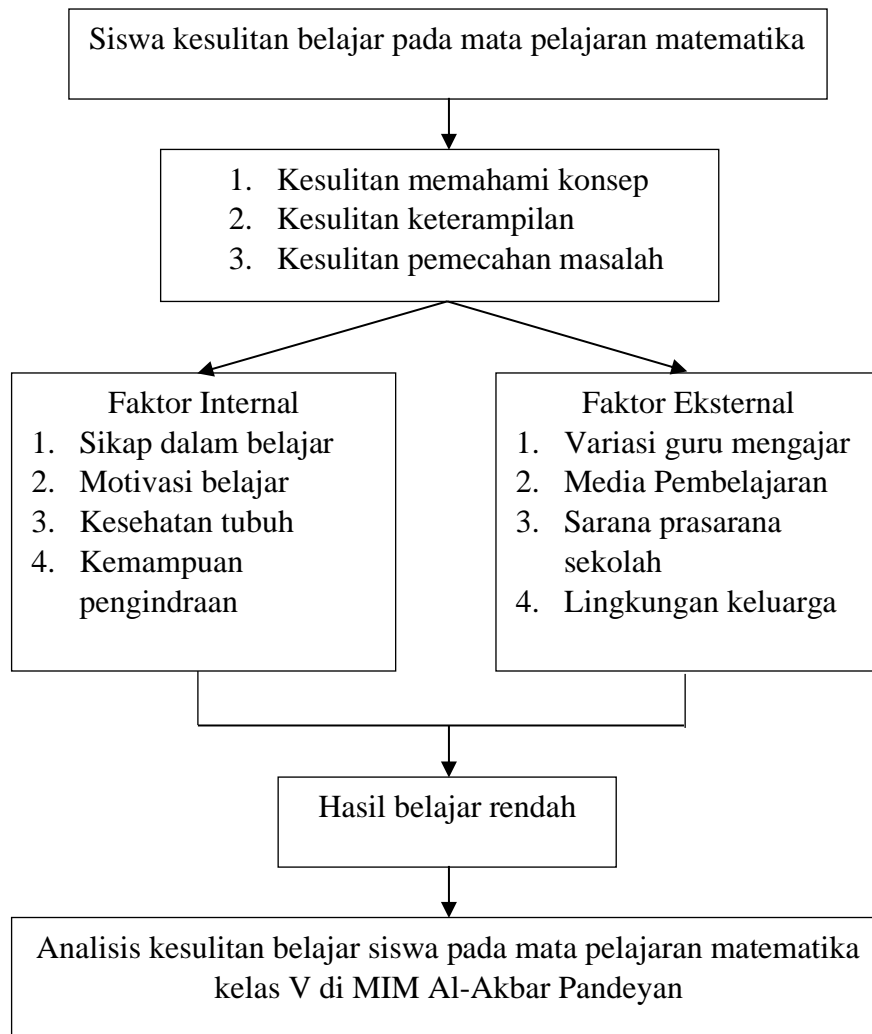 Siswa kesulitan belajar pada mata pelajaran matematika
1. Kesulitan memahami konsep
2. Kesulitan keterampilan
3. Kesulitan pemecahan masalah
Faktor Internal
1. Sikap dalam belajar
2. Motivasi belajar
3. Kesehatan tubuh
4. Kemampuan
pengindraan
Faktor Eksternal
1. Variasi guru mengajar
2. Media Pembelajaran
3. Sarana prasarana
sekolah
4. Lingkungan keluarga
Hasil belajar rendah
Analisis kesulitan belajar siswa pada mata pelajaran matematika
kelas V di MIM Al-Akbar Pandeyan